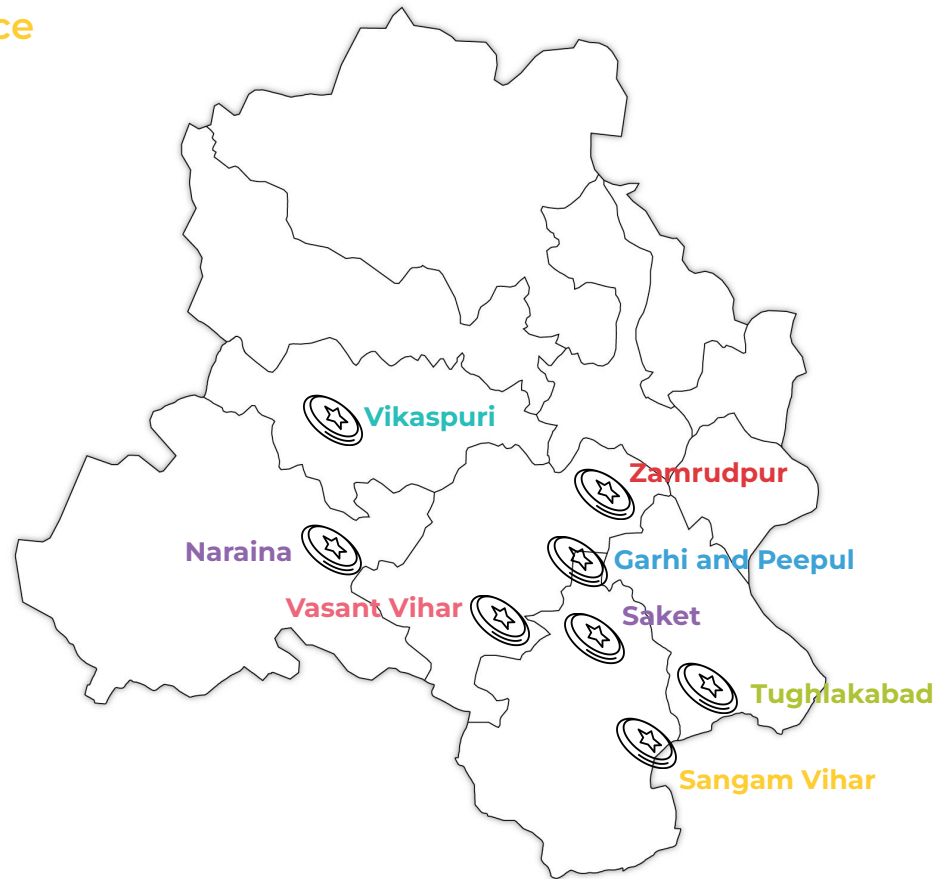 ce
Vikaspuri
Zamrudpur
Naraina
Garhi and Peepul
Vasant Vihar
Saket
Tughlakabad
Sangam Vihar